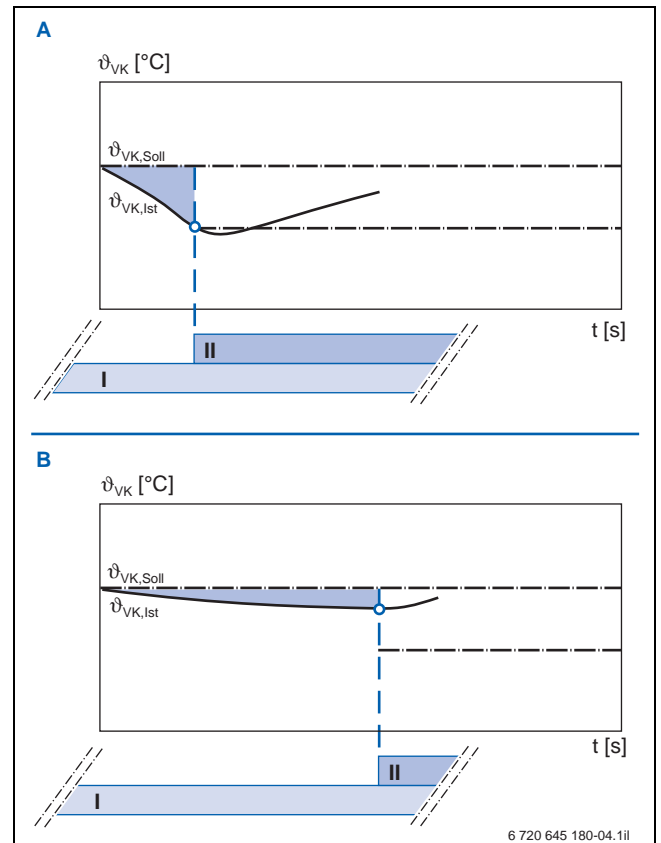 A
ϑVK [°C]
ϑVK,Soll
ϑVK,Ist
t [s]
II
I
B
ϑVK [°C]
ϑVK,Soll
ϑVK,Ist
t [s]
II
I
6 720 645 180-04.1il